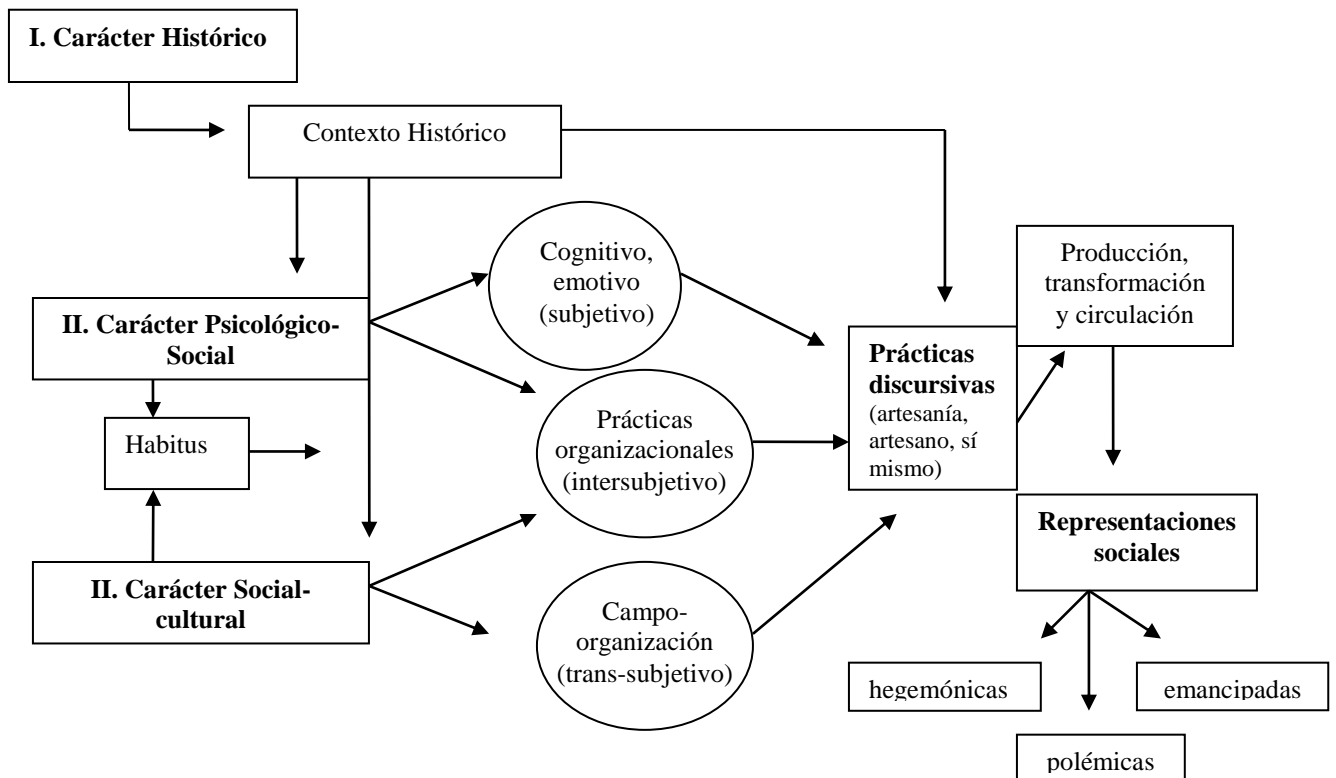 I. Carácter Histórico
Contexto Histórico
Cognitivo,
emotivo
(subjetivo)
Producción,
transformación
y circulación
II. Carácter Psicológico-
Social
Prácticas
discursivas
(artesanía,
artesano, sí
mismo)
Habitus
Prácticas
organizacionales
(intersubjetivo)
Representaciones
sociales
II. Carácter Social-
cultural
Campo-
organización
(trans-subjetivo)
hegemónicas
emancipadas
polémicas